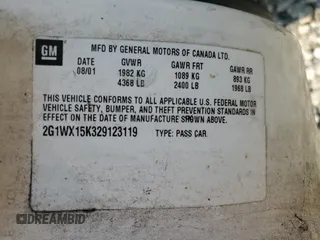 GM
MFD BY GENERAL MOTORS OF CANADA LTD.
DATE GVWR GAWR FRT GAWR RR
08/01 1982 KG 1089 KG 893 KG
4368 LB 2400 LB 1968 LB
THIS VEHICLE CONFORMS TO ALL APPLICABLE U.S. FEDERAL MOTOR
VEHICLE SAFETY, BUMPER, AND THEFT PREVENTION STANDARDS IN
EFFECT ON THE DATE OF MANUFACTURE SHOWN ABOVE.
2G1WX15K329123119 TYPE: PASS CAR.
DREAMBID